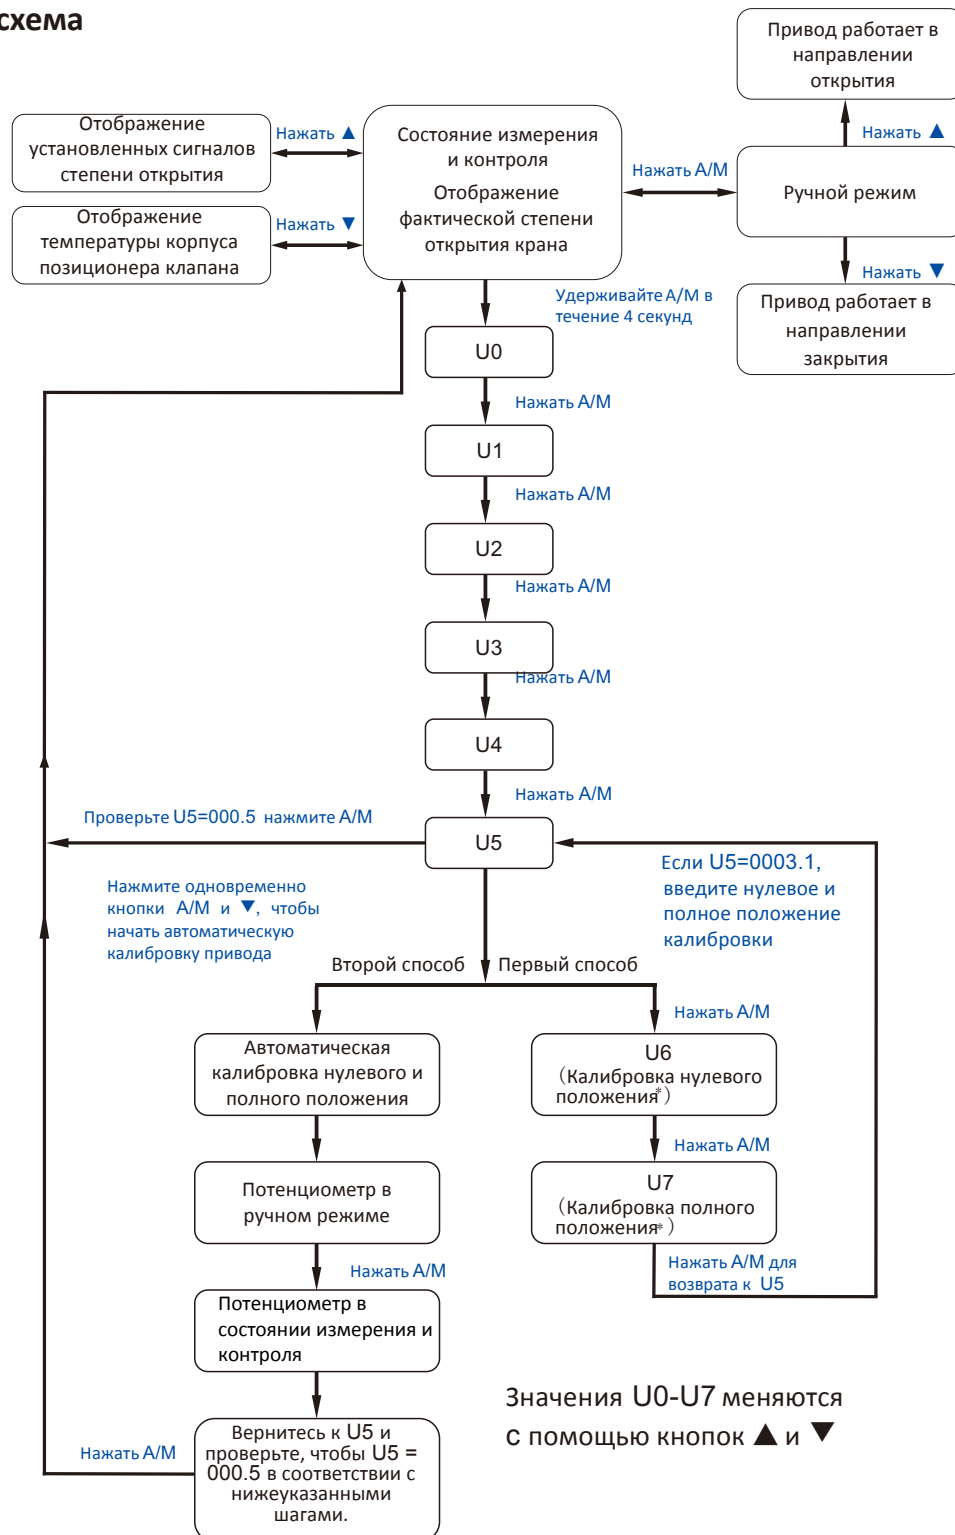 схема
Привод работает в
направлении
открытия
Отображение
установленных сигналов
степени открытия
Нажать ▲
Состояние измерения
и контроля
Отображение
фактической степени
открытия крана
Нажать A/M
Нажать ▲
Ручной режим
Отображение
температуры корпуса
позиционера клапана
Нажать ▼
Нажать ▼
Привод работает в
направлении
закрытия
Удерживайте A/M в
течение 4 секунд
U0
Нажать A/M
U1
Нажать A/M
U2
Нажать A/M
U3
Нажать A/M
U4
Нажать A/M
Проверьте U5=000.5 нажмите A/M
U5
Если U5=0003.1,
введите нулевое и
полное положение
калибровки
Нажмите одновременно
кнопки A/M и ▼, чтобы
начать автоматическую
калибровку привода
Второй способ
Первый способ
Нажать A/M
Автоматическая
калибровка нулевого и
полного положения
U6
(Калибровка нулевого
положения*)
Нажать A/M
Потенциометр в
ручном режиме
U7
(Калибровка полного
положения*)
Нажать A/M
Нажать A/M для
возврата к U5
Потенциометр в
состоянии измерения и
контроля
Нажать A/M
Вернитесь к U5 и
проверьте, чтобы U5 =
000.5 в соответствии с
нижеуказанными
шагами.
Значения U0-U7 меняются
с помощью кнопок ▲ и ▼